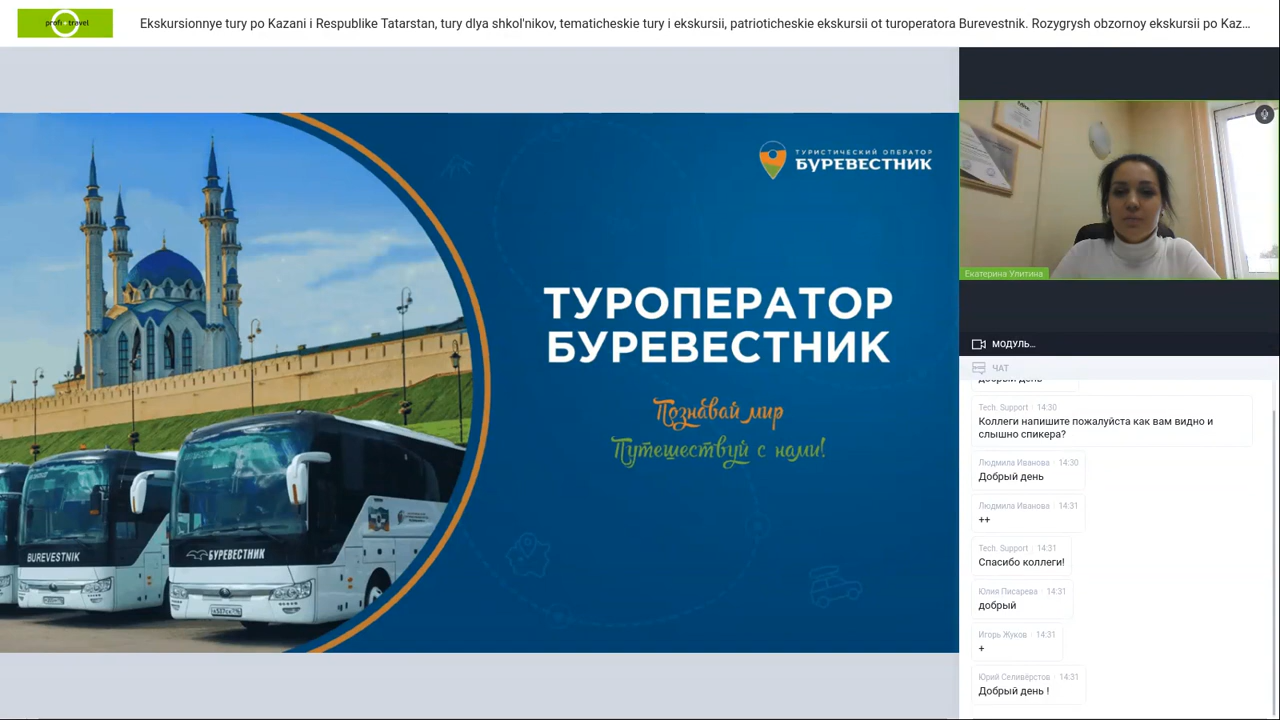 profi travel
Ekskursionnye tury po Kazani i Respublike Tatarstan, tury dlya shkol'nikov, tematicheskie tury i ekskursii, patrioticheskie ekskursii ot turoperatora Burevestnik. Rozygrysh obzornoy ekskursii po Kaz…
ТУРИСТИЧЕСКИЙ ОПЕРАТОР
БУРЕВЕСТНИК
ТУРОПЕРАТОР
БУРЕВЕСТНИК
Познавай мир
Путешествуй с нами!
BUREVESTNIK
БУРЕВЕСТНИК
Екатерина Улитина
МОДУЛЬ...
ЧАТ
Добрый день
Tech. Support 14:30
Коллеги напишите пожалуйста как вам видно и
слышно спикера?
Людмила Иванова 14:30
Добрый день
Людмила Иванова 14:31
++
Tech. Support 14:31
Спасибо коллеги!
Юлия Писарева 14:31
добрый
Игорь Жуков 14:31
+
Юрий Селивёрстов 14:31
Добрый день !